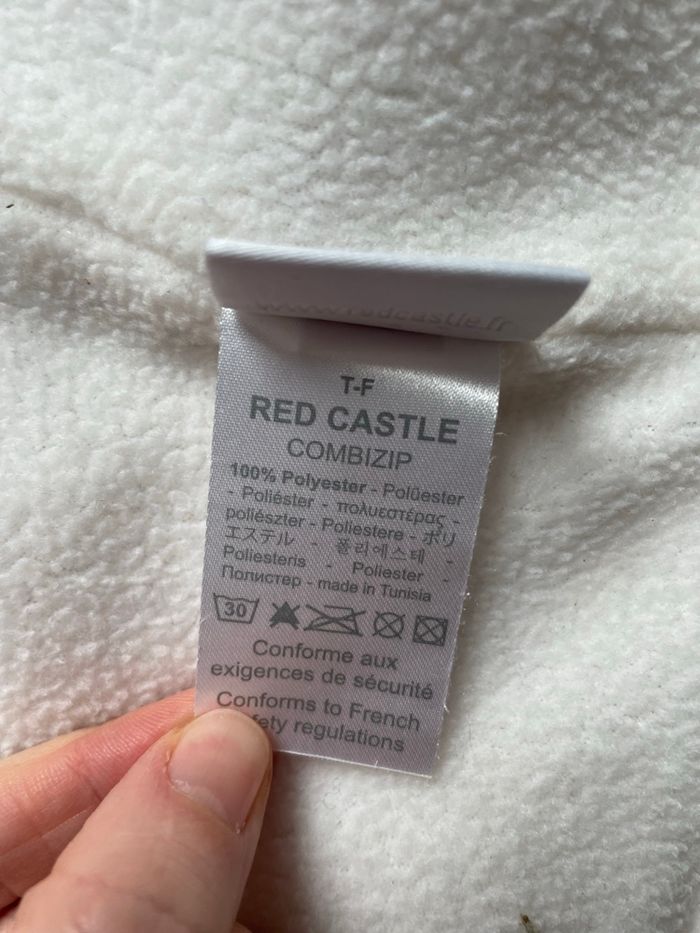 www.redcastle.fr
T-F
RED CASTLE
COMBIZIP
100% Polyester - Polüester
- Poliéster - πολυεστέρας -
poliészter - Poliestere - ポリ
エステル - 폴리에스테 -
Poliesteris - Poliester -
Полистер - made in Tunisia
30
Conforme aux
exigences de sécurité
Conforms to French
fety regulations